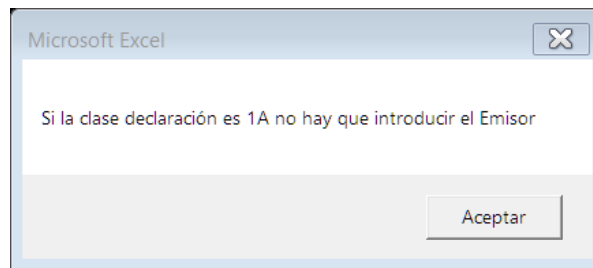 Microsoft Excel
Si la clase declaración es 1A no hay que introducir el Emisor
Aceptar